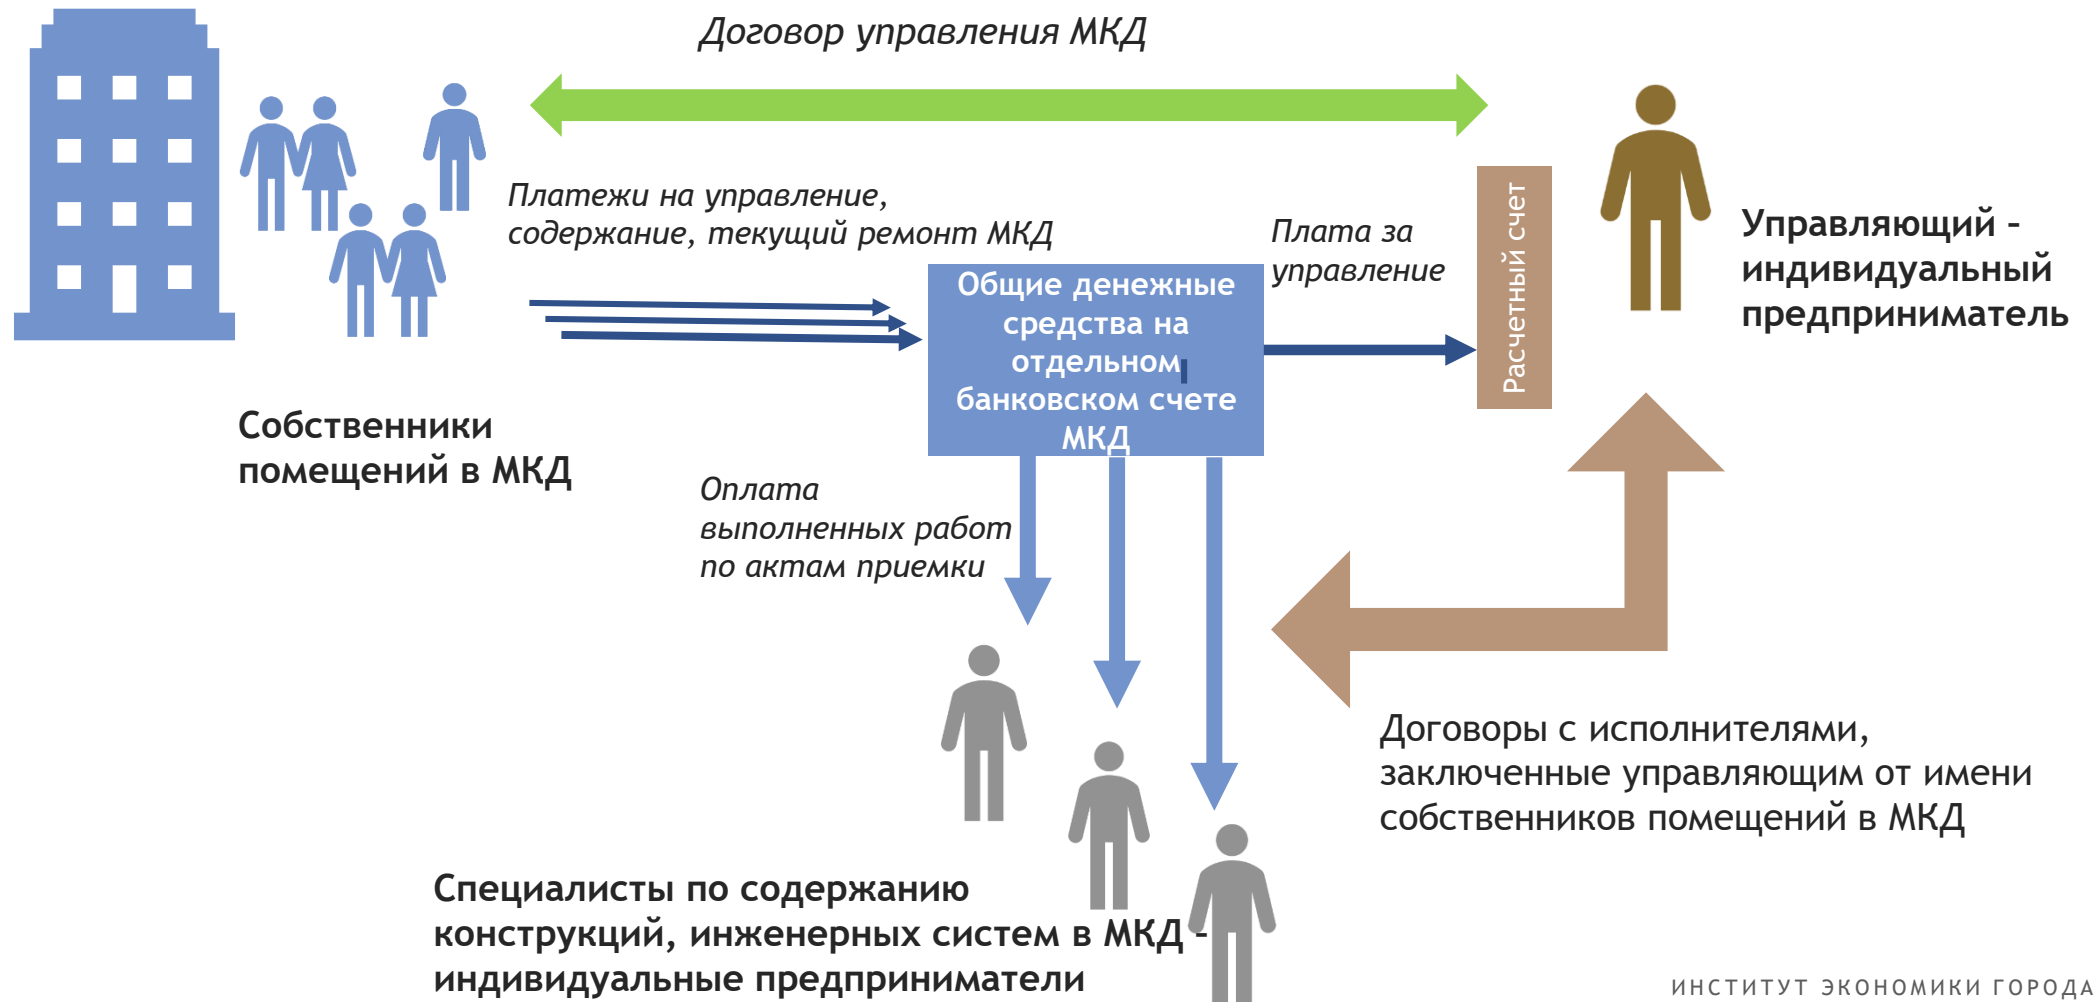 Договор управления МКД
Платежи на управление,
содержание, текущий ремонт МКД
Плата за
управление
Расчетный счет
Управляющий –
индивидуальный
предприниматель
Общие денежные
средства на
отдельном
банковском счете
МКД
Собственники
помещений в МКД
Оплата
выполненных работ
по актам приемки
Договоры с исполнителями,
заключенные управляющим от имени
собственников помещений в МКД
Специалисты по содержанию
конструкций, инженерных систем в МКД –
индивидуальные предприниматели
ИНСТИТУТ ЭКОНОМИКИ ГОРОДА